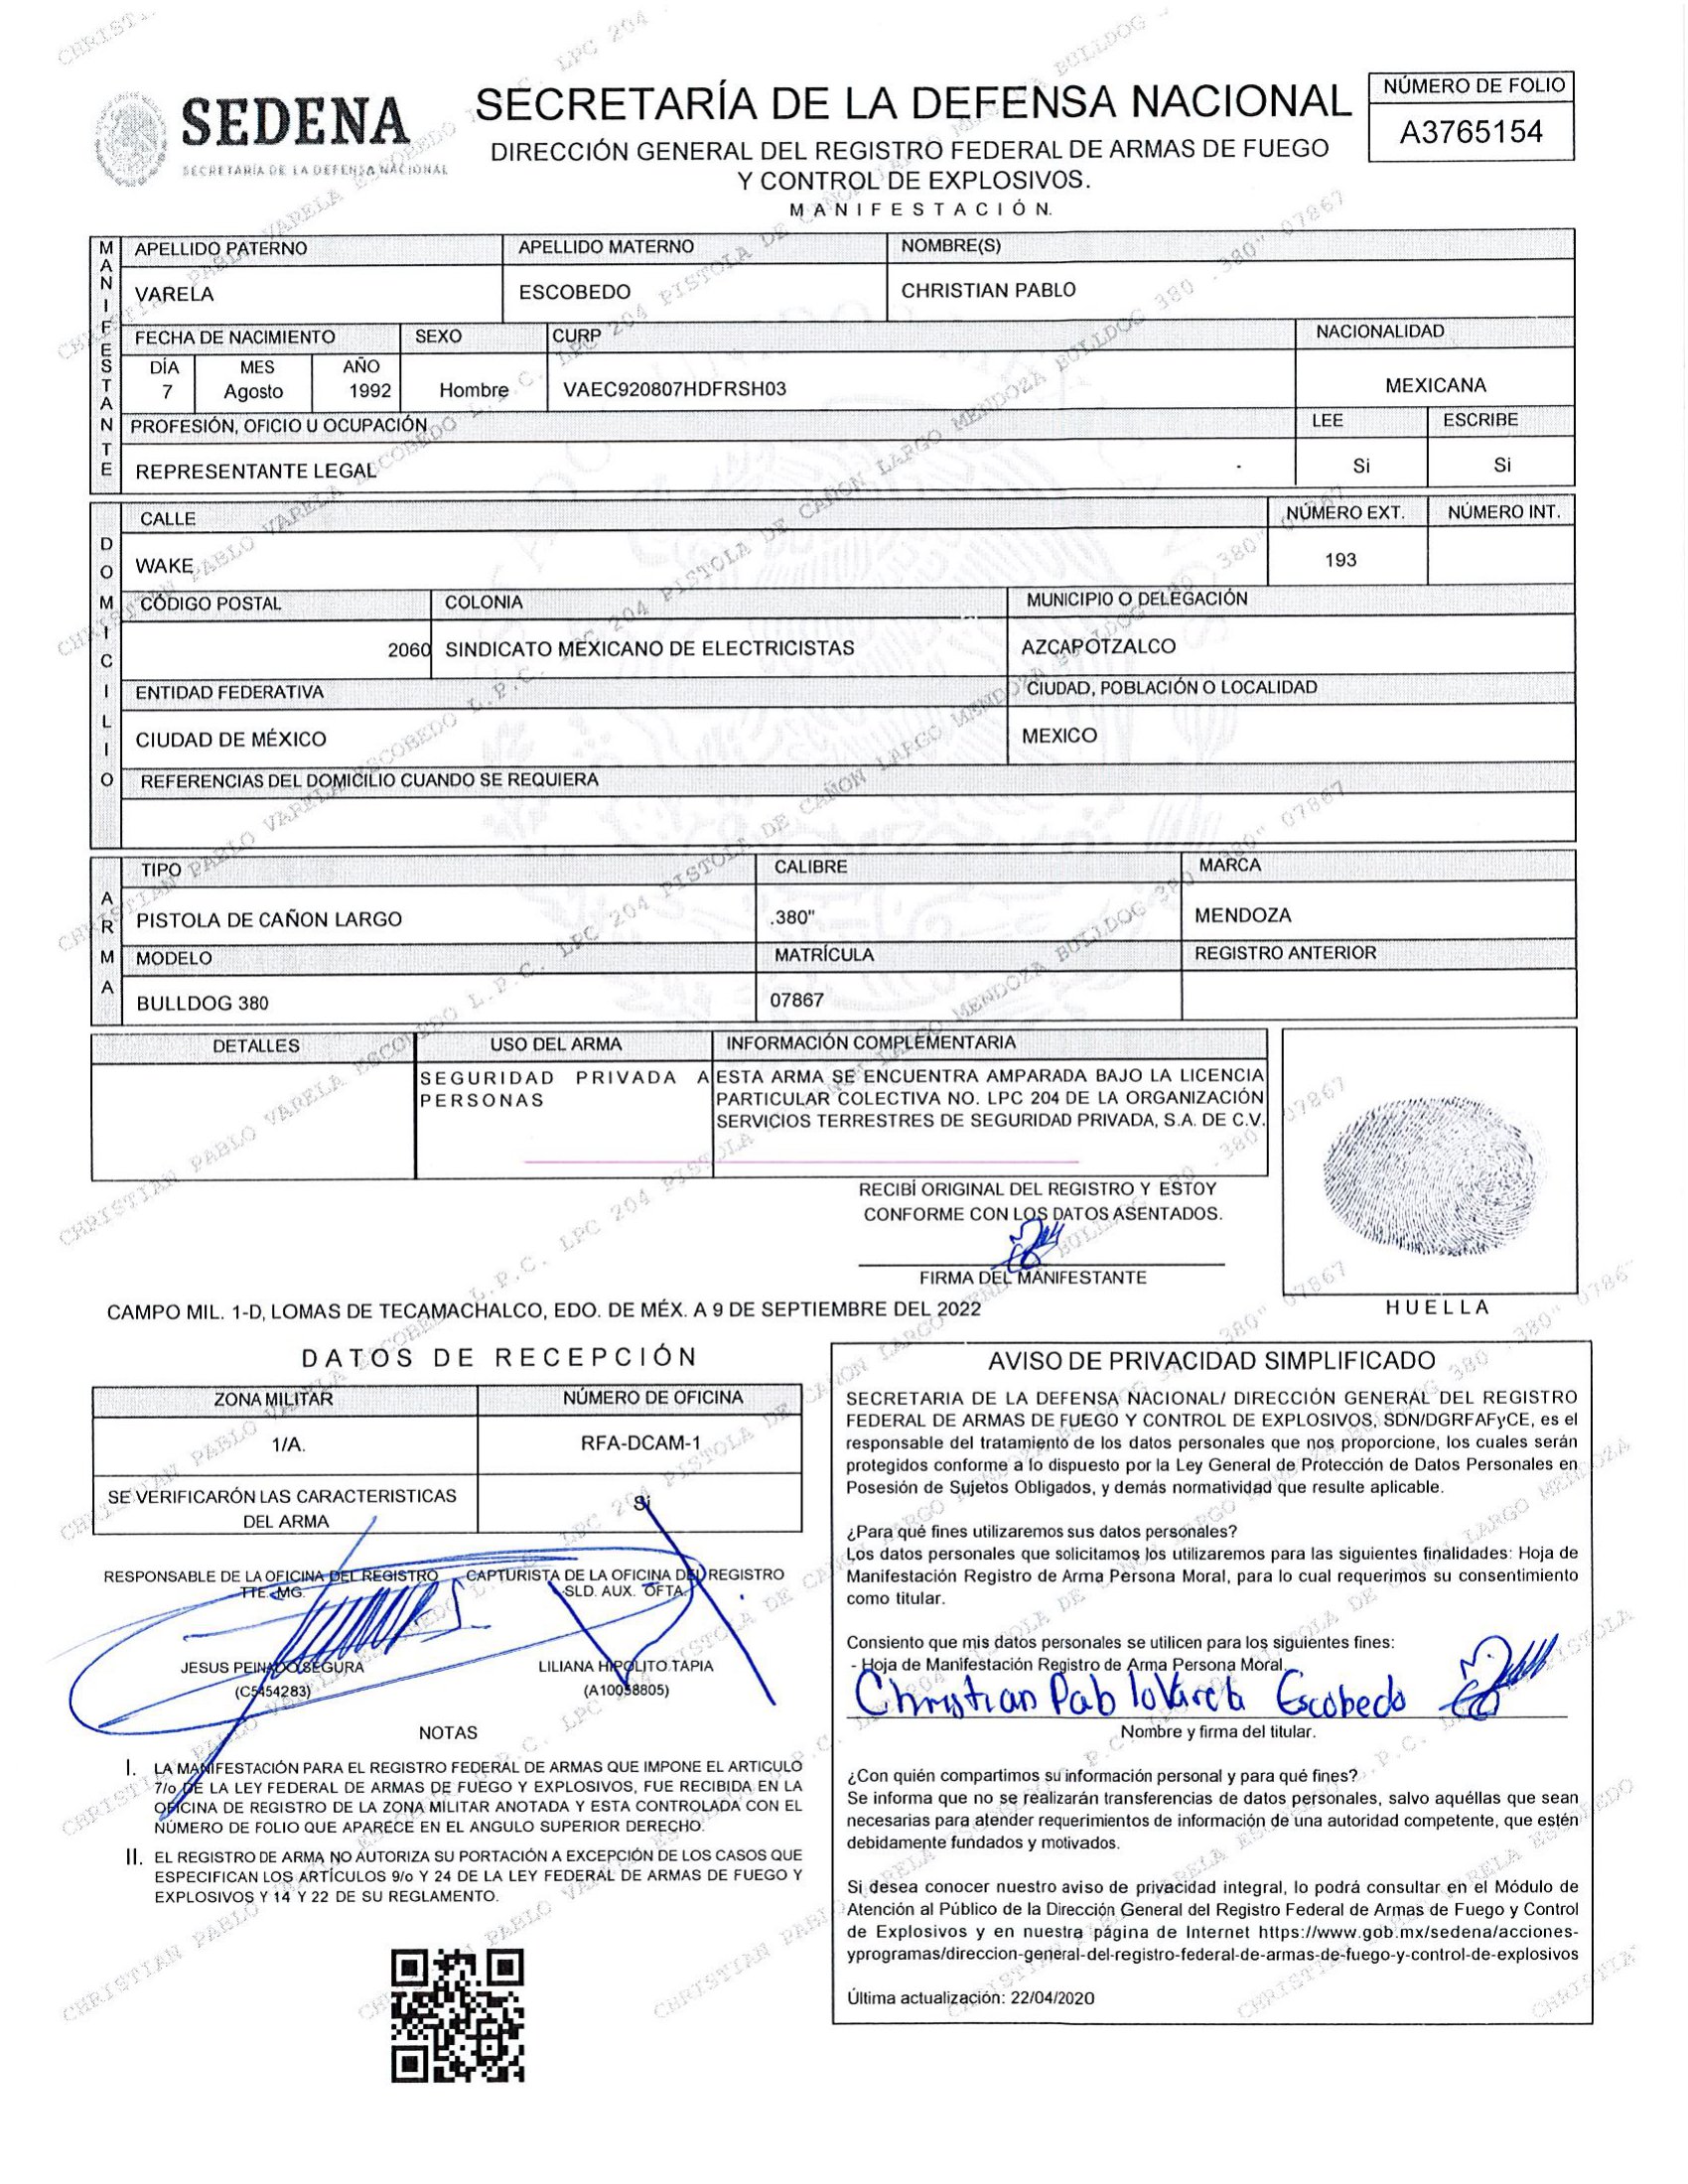 SEDENA
SECRETARÍA DE LA DEFENSA NACIONAL
SECRETARÍA DE LA DEFENSA NACIONAL
DIRECCIÓN GENERAL DEL REGISTRO FEDERAL DE ARMAS DE FUEGO
Y CONTROL DE EXPLOSIVOS.
MANIFESTACIÓN.
NÚMERO DE FOLIO
A3765154
MANIFESTANTE
APELLIDO PATERNO APELLIDO MATERNO NOMBRE(S)
VARELA ESCOBEDO CHRISTIAN PABLO
FECHA DE NACIMIENTO SEXO CURP NACIONALIDAD
DÍA MES AÑO
7 Agosto 1992 Hombre VAEC920807HDFRSH03 MEXICANA
PROFESIÓN, OFICIO U OCUPACIÓN LEE ESCRIBE
REPRESENTANTE LEGAL Si Si
DOMICILIO
CALLE NÚMERO EXT. NÚMERO INT.
WAKE 193
CÓDIGO POSTAL COLONIA MUNICIPIO O DELEGACIÓN
2060 SINDICATO MEXICANO DE ELECTRICISTAS AZCAPOTZALCO
ENTIDAD FEDERATIVA CIUDAD, POBLACIÓN O LOCALIDAD
CIUDAD DE MÉXICO MEXICO
REFERENCIAS DEL DOMICILIO CUANDO SE REQUIERA
ARMA
TIPO CALIBRE MARCA
PISTOLA DE CAÑON LARGO .380" MENDOZA
MODELO MATRÍCULA REGISTRO ANTERIOR
BULLDOG 380 07867
DETALLES USO DEL ARMA INFORMACIÓN COMPLEMENTARIA
SEGURIDAD PRIVADA A
PERSONAS
ESTA ARMA SE ENCUENTRA AMPARADA BAJO LA LICENCIA
PARTICULAR COLECTIVA NO. LPC 204 DE LA ORGANIZACIÓN
SERVICIOS TERRESTRES DE SEGURIDAD PRIVADA, S.A. DE C.V.
RECIBÍ ORIGINAL DEL REGISTRO Y ESTOY
CONFORME CON LOS DATOS ASENTADOS.
FIRMA DEL MANIFESTANTE
HUELLA
CAMPO MIL. 1-D, LOMAS DE TECAMACHALCO, EDO. DE MÉX. A 9 DE SEPTIEMBRE DEL 2022
DATOS DE RECEPCIÓN
ZONA MILITAR NÚMERO DE OFICINA
1/A. RFA-DCAM-1
SE VERIFICARÓN LAS CARACTERISTICAS
DEL ARMA
Si
RESPONSABLE DE LA OFICINA DEL REGISTRO
TTE. MG.
JESUS PEINADO SEGURA
(C5454283)
CAPTURISTA DE LA OFICINA DEL REGISTRO
SLD. AUX. OFTA.
LILIANA HIPOLITO TAPIA
(A10058805)
NOTAS
I. LA MANIFESTACIÓN PARA EL REGISTRO FEDERAL DE ARMAS QUE IMPONE EL ARTICULO
7/o DE LA LEY FEDERAL DE ARMAS DE FUEGO Y EXPLOSIVOS, FUE RECIBIDA EN LA
OFICINA DE REGISTRO DE LA ZONA MILITAR ANOTADA Y ESTA CONTROLADA CON EL
NÚMERO DE FOLIO QUE APARECE EN EL ANGULO SUPERIOR DERECHO.
II. EL REGISTRO DE ARMA NO AUTORIZA SU PORTACIÓN A EXCEPCIÓN DE LOS CASOS QUE
ESPECIFICAN LOS ARTÍCULOS 9/o Y 24 DE LA LEY FEDERAL DE ARMAS DE FUEGO Y
EXPLOSIVOS Y 14 Y 22 DE SU REGLAMENTO.
AVISO DE PRIVACIDAD SIMPLIFICADO
SECRETARIA DE LA DEFENSA NACIONAL/ DIRECCIÓN GENERAL DEL REGISTRO
FEDERAL DE ARMAS DE FUEGO Y CONTROL DE EXPLOSIVOS, SDN/DGRFAFyCE, es el
responsable del tratamiento de los datos personales que nos proporcione, los cuales serán
protegidos conforme a lo dispuesto por la Ley General de Protección de Datos Personales en
Posesión de Sujetos Obligados, y demás normatividad que resulte aplicable.
¿Para qué fines utilizaremos sus datos personales?
Los datos personales que solicitamos los utilizaremos para las siguientes finalidades: Hoja de
Manifestación Registro de Arma Persona Moral, para lo cual requerimos su consentimiento
como titular.
Consiento que mis datos personales se utilicen para los siguientes fines:
- Hoja de Manifestación Registro de Arma Persona Moral.
Christian Pablo Varela Escobedo
Nombre y firma del titular.
¿Con quién compartimos su información personal y para qué fines?
Se informa que no se realizarán transferencias de datos personales, salvo aquéllas que sean
necesarias para atender requerimientos de información de una autoridad competente, que estén
debidamente fundados y motivados.
Si desea conocer nuestro aviso de privacidad integral, lo podrá consultar en el Módulo de
Atención al Público de la Dirección General del Registro Federal de Armas de Fuego y Control
de Explosivos y en nuestra página de Internet https://www.gob.mx/sedena/acciones-
yprogramas/direccion-general-del-registro-federal-de-armas-de-fuego-y-control-de-explosivos
Última actualización: 22/04/2020